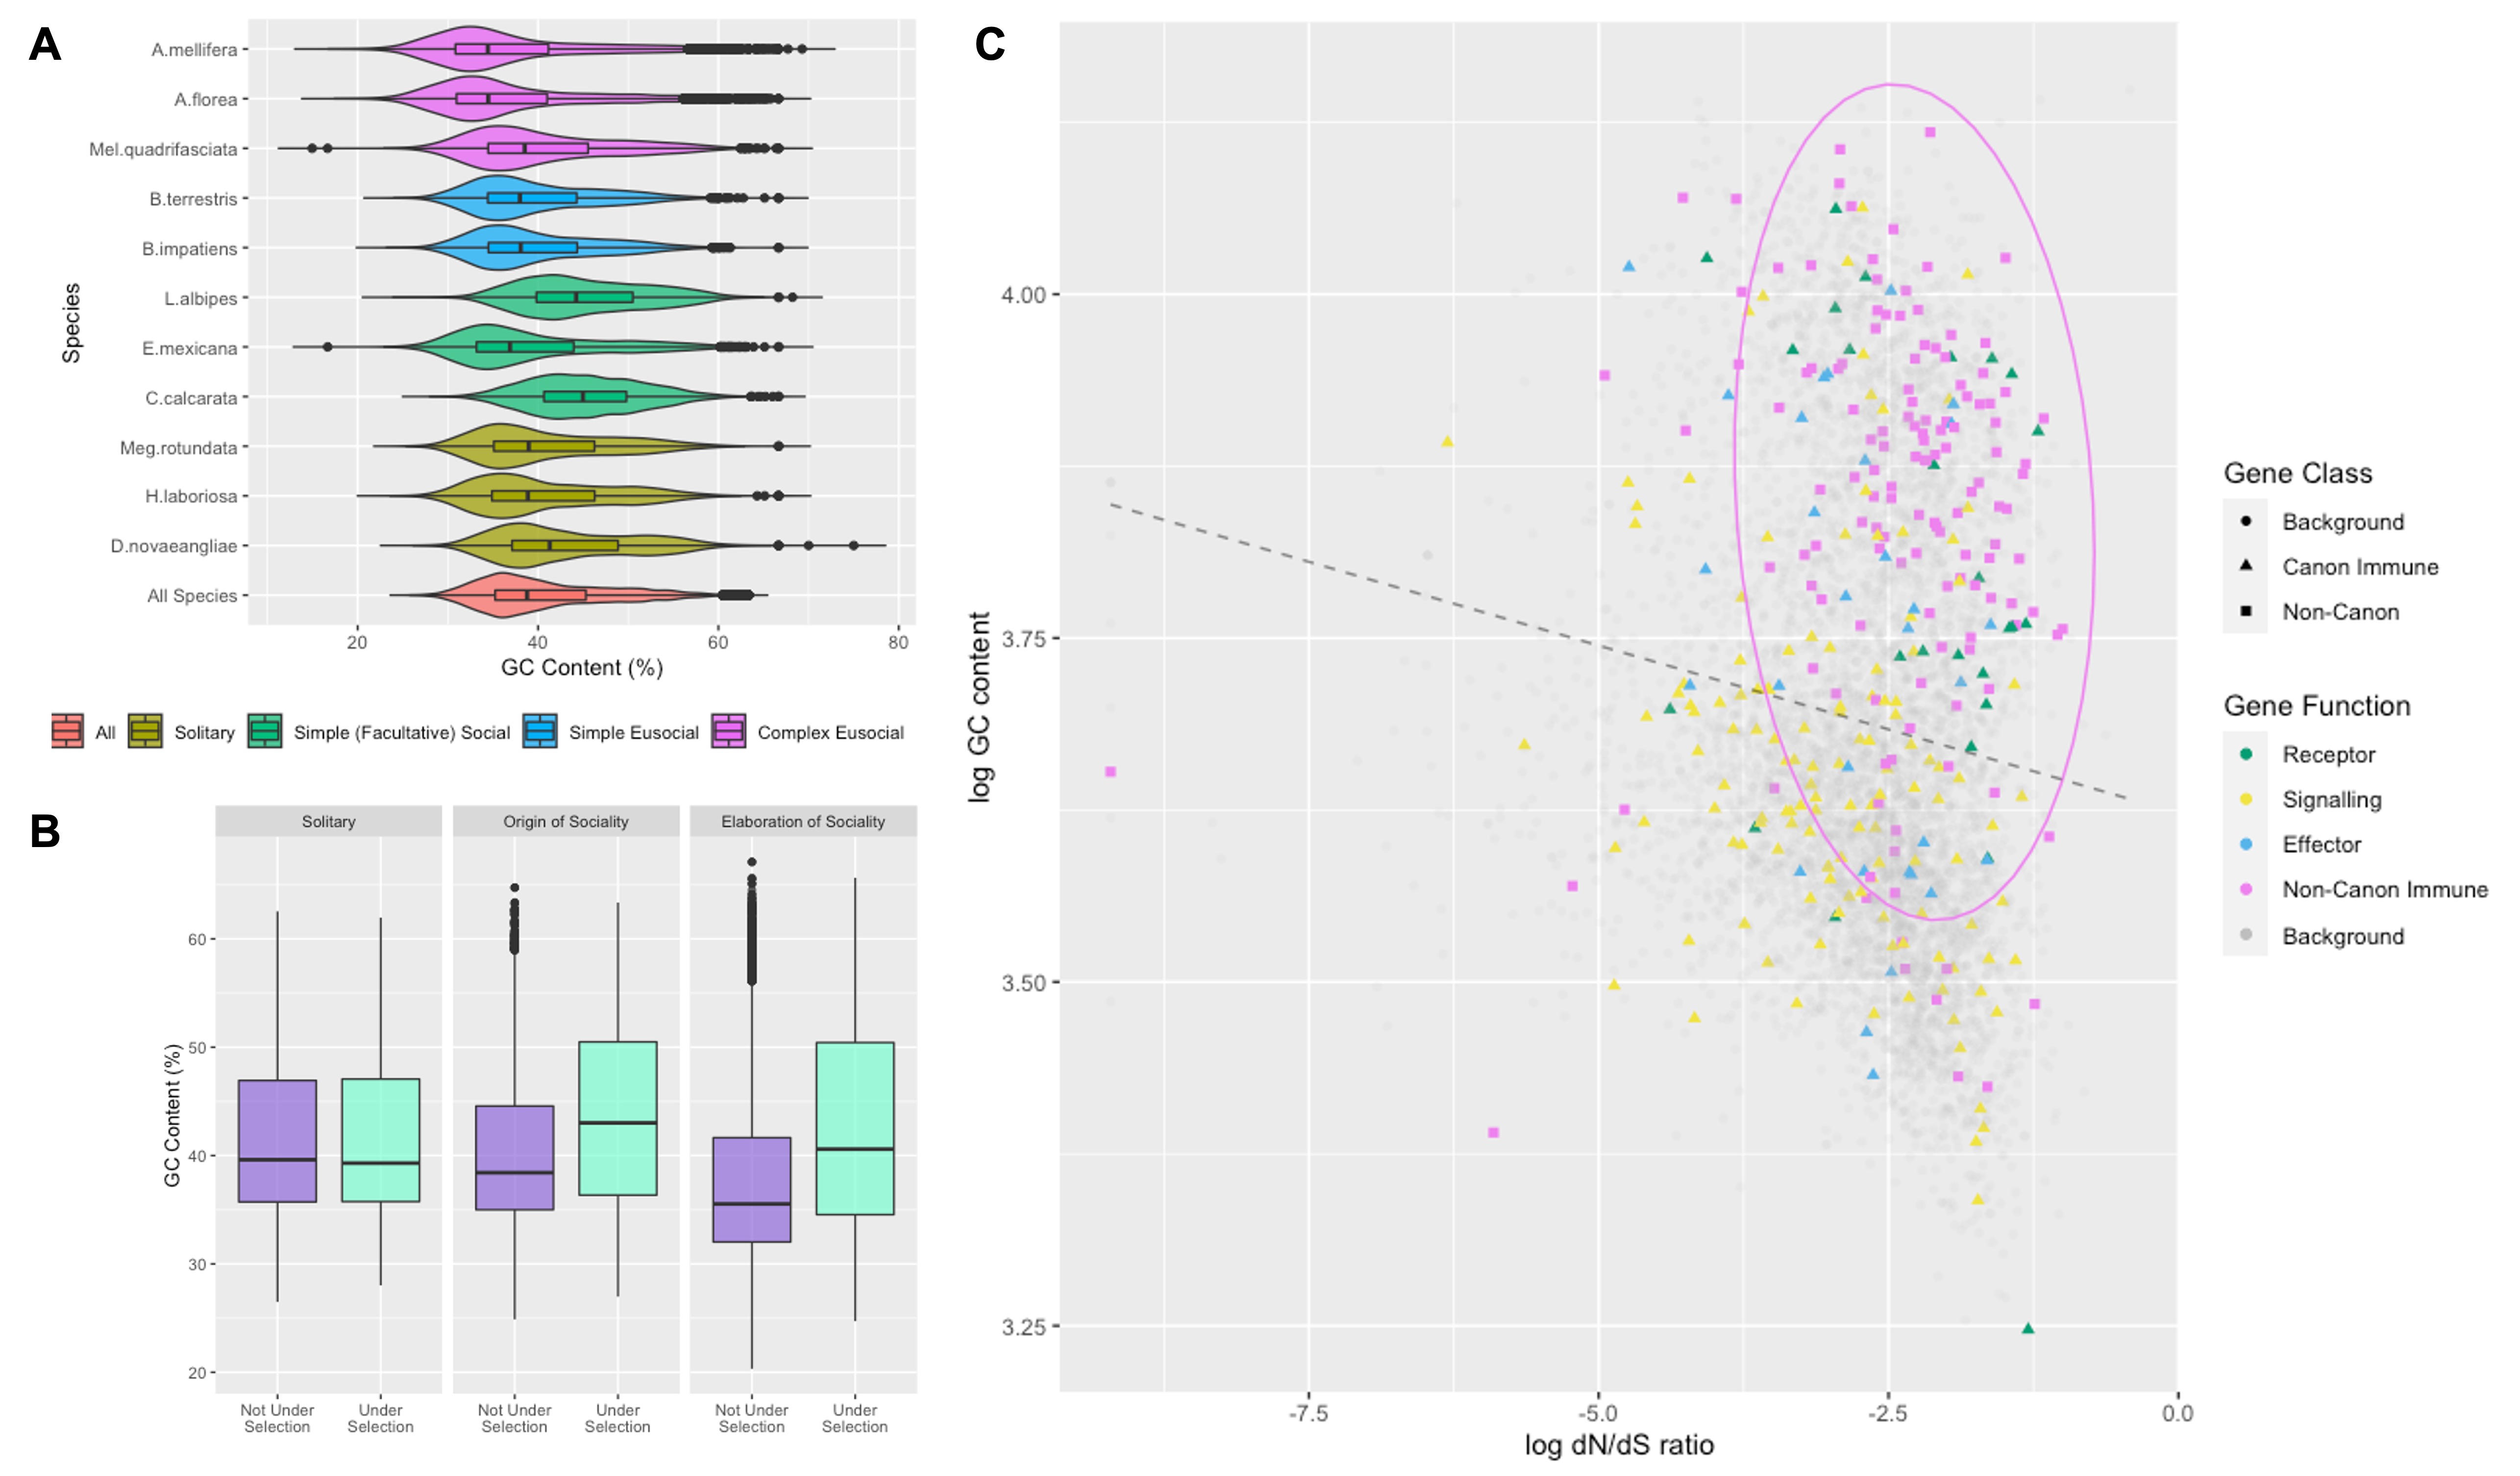 A
A.mellifera
A.florea
Mel.quadrifasciata
B.terrestris
B.impatiens
L.albipes
E.mexicana
C.calcarata
Meg.rotundata
H.laboriosa
D.novaeangliae
All Species
Species
20 40 60 80
GC Content (%)
All Solitary Simple (Facultative) Social Simple Eusocial Complex Eusocial
B
Solitary Origin of Sociality Elaboration of Sociality
60
50
40
30
20
GC Content (%)
Not Under Selection
Under Selection
Not Under Selection
Under Selection
Not Under Selection
Under Selection
C
4.00
3.75
3.50
3.25
log GC content
-7.5 -5.0 -2.5 0.0
log dN/dS ratio
Gene Class
Background
Canon Immune
Non-Canon
Gene Function
Receptor
Signalling
Effector
Non-Canon Immune
Background